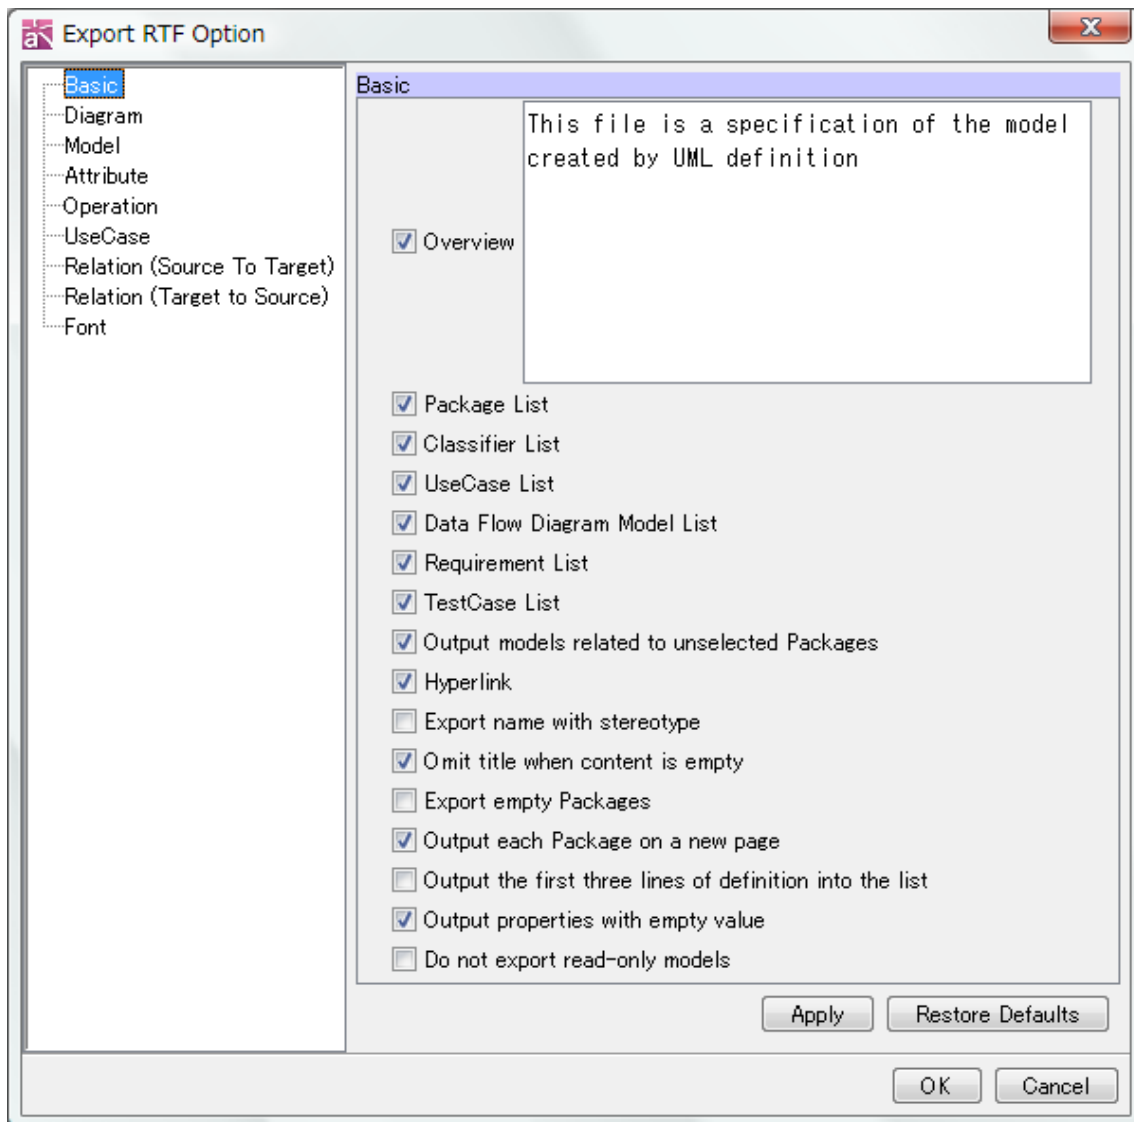 Export RTF Option
Basic
Diagram
Model
Attribute
Operation
UseCase
Relation (Source To Target)
Relation (Target to Source)
Font
Basic
This file is a specification of the model
created by UML definition
Overview
Package List
Classifier List
UseCase List
Data Flow Diagram Model List
Requirement List
TestCase List
Output models related to unselected Packages
Hyperlink
Export name with stereotype
Omit title when content is empty
Export empty Packages
Output each Package on a new page
Output the first three lines of definition into the list
Output properties with empty value
Do not export read-only models
Apply
Restore Defaults
OK
Cancel